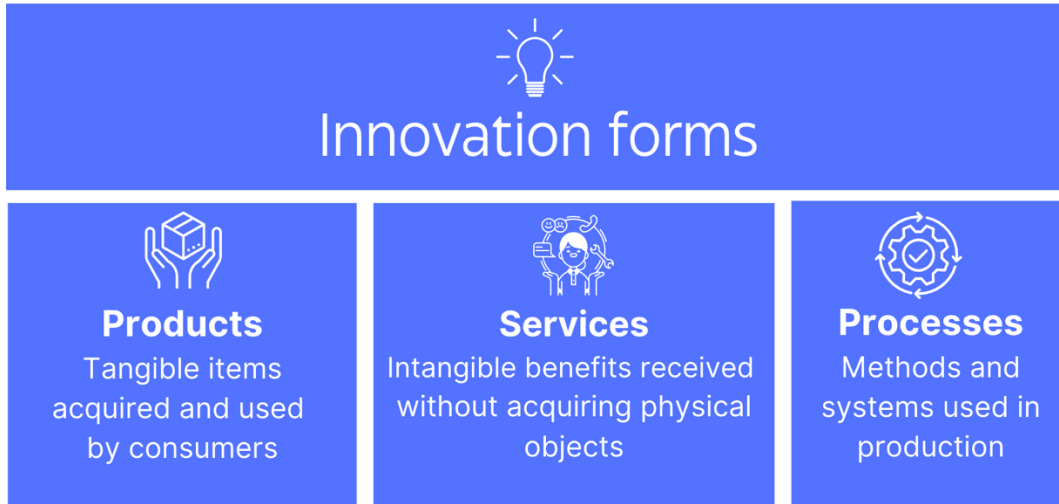 Innovation forms
Products
Tangible items
acquired and used
by consumers
Services
Intangible benefits received
without acquiring physical
objects
Processes
Methods and
systems used in
production